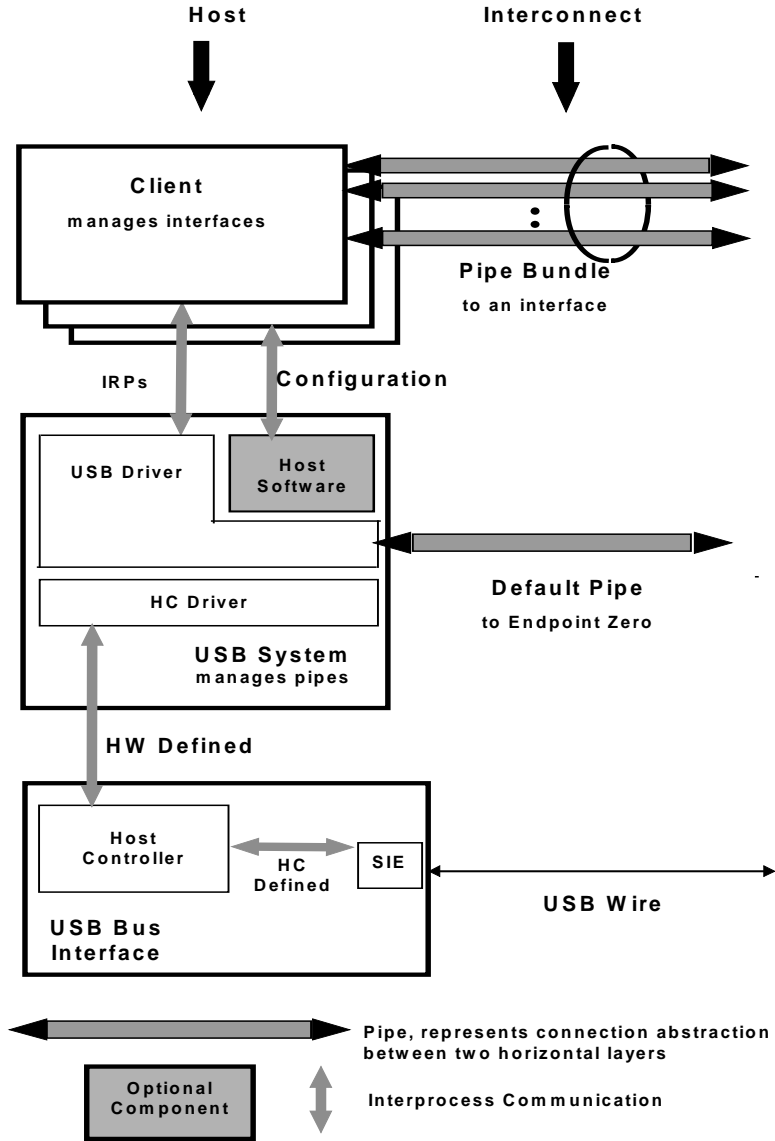 Host
Interconnect
Client
manages interfaces
Pipe Bundle
to an interface
IRPs
Configuration
USB Driver
Host
Software
HC Driver
USB System
manages pipes
Default Pipe
to Endpoint Zero
HW Defined
Host
Controller
HC
Defined
SIE
USB Wire
USB Bus
Interface
Pipe, represents connection abstraction
between two horizontal layers
Optional
Component
Interprocess Communication